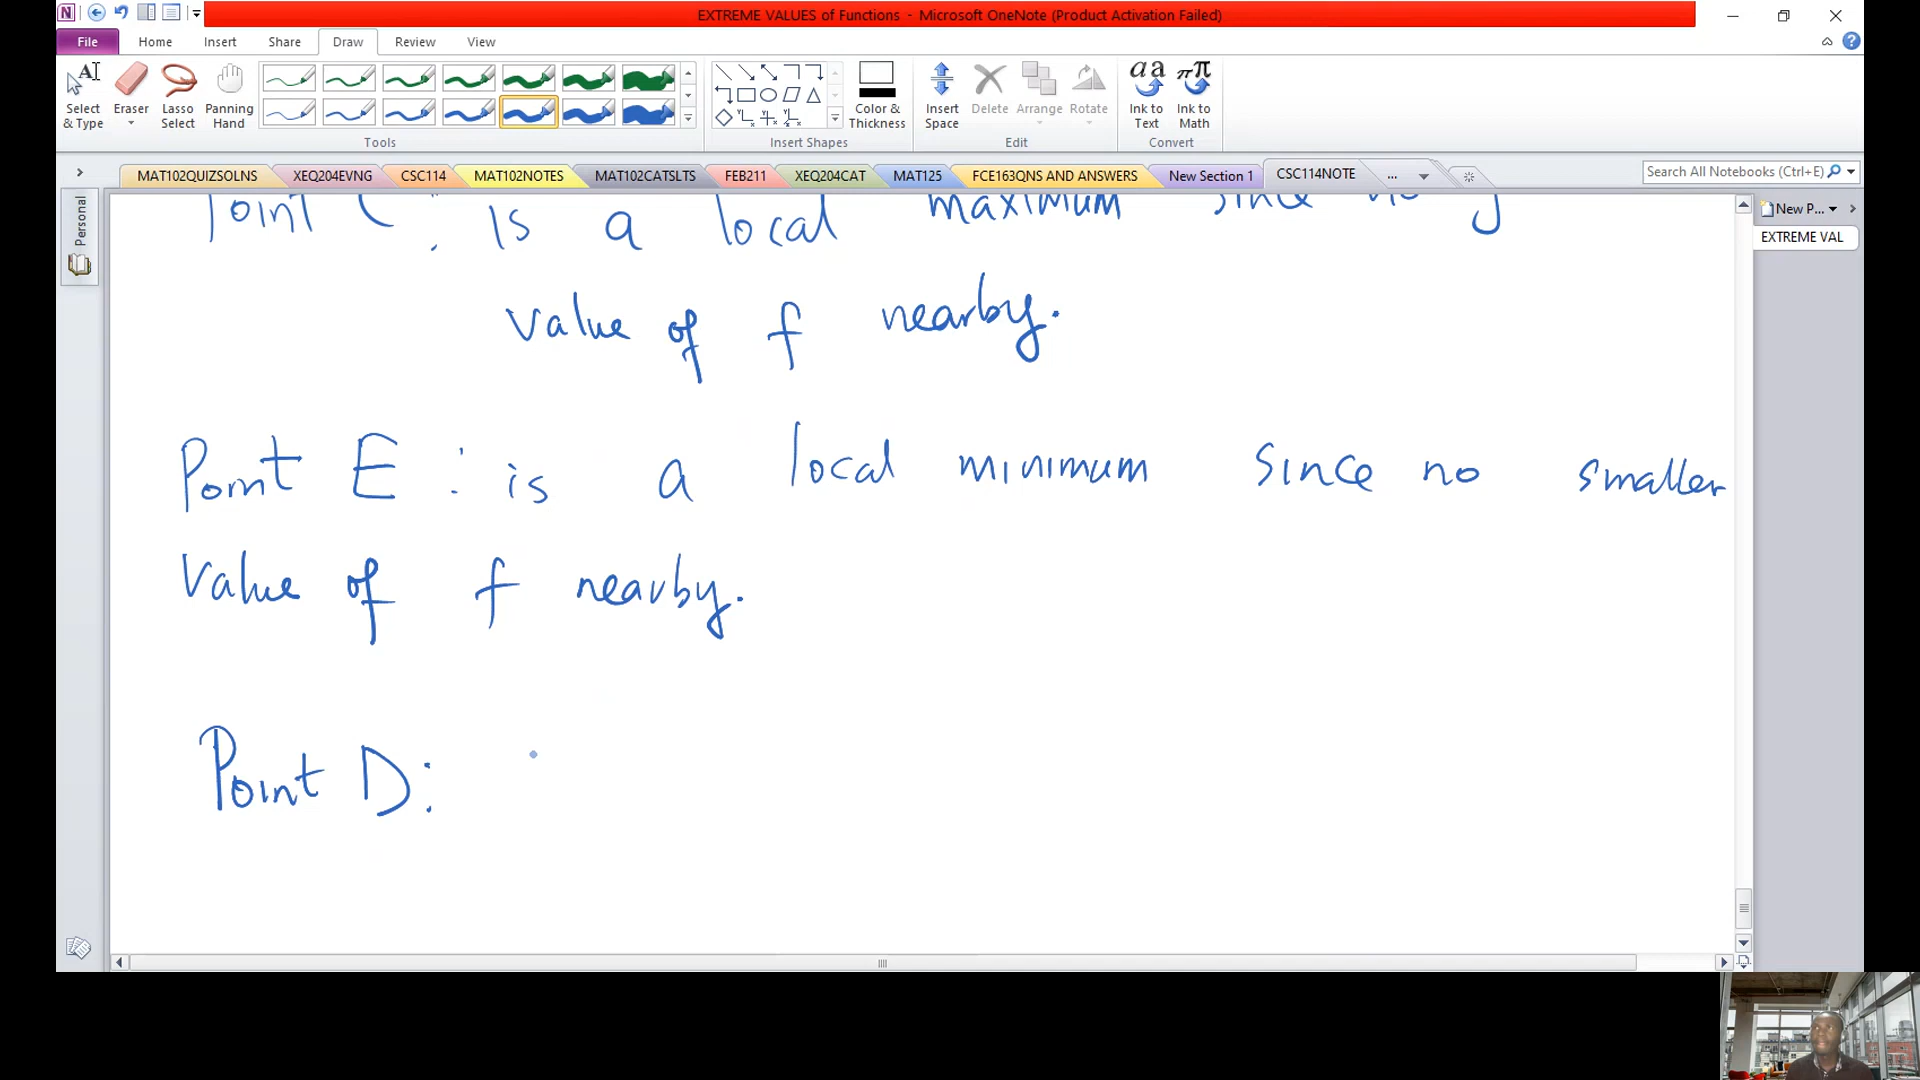 EXTREME VALUES of Functions - Microsoft OneNote (Product Activation Failed)
File Home Insert Share Draw Review View
Select & Type Eraser Lasso Select Panning Hand Color & Thickness Insert Space Delete Arrange Rotate Ink to Text Ink to Math
Tools Insert Shapes Edit Convert
MAT102QUIZSOLNS XEQ204EVNG CSC114 MAT102NOTES MAT102CATSLTS FEB211 XEQ204CAT MAT125 FCE163QNS AND ANSWERS New Section 1 CSC114NOTE ... Search All Notebooks (Ctrl+E)
Personal
New P...
EXTREME VAL
Point C : is a local maximum since no
value of f nearby.
Point E : is a local minimum since no smaller
value of f nearby.
Point D: